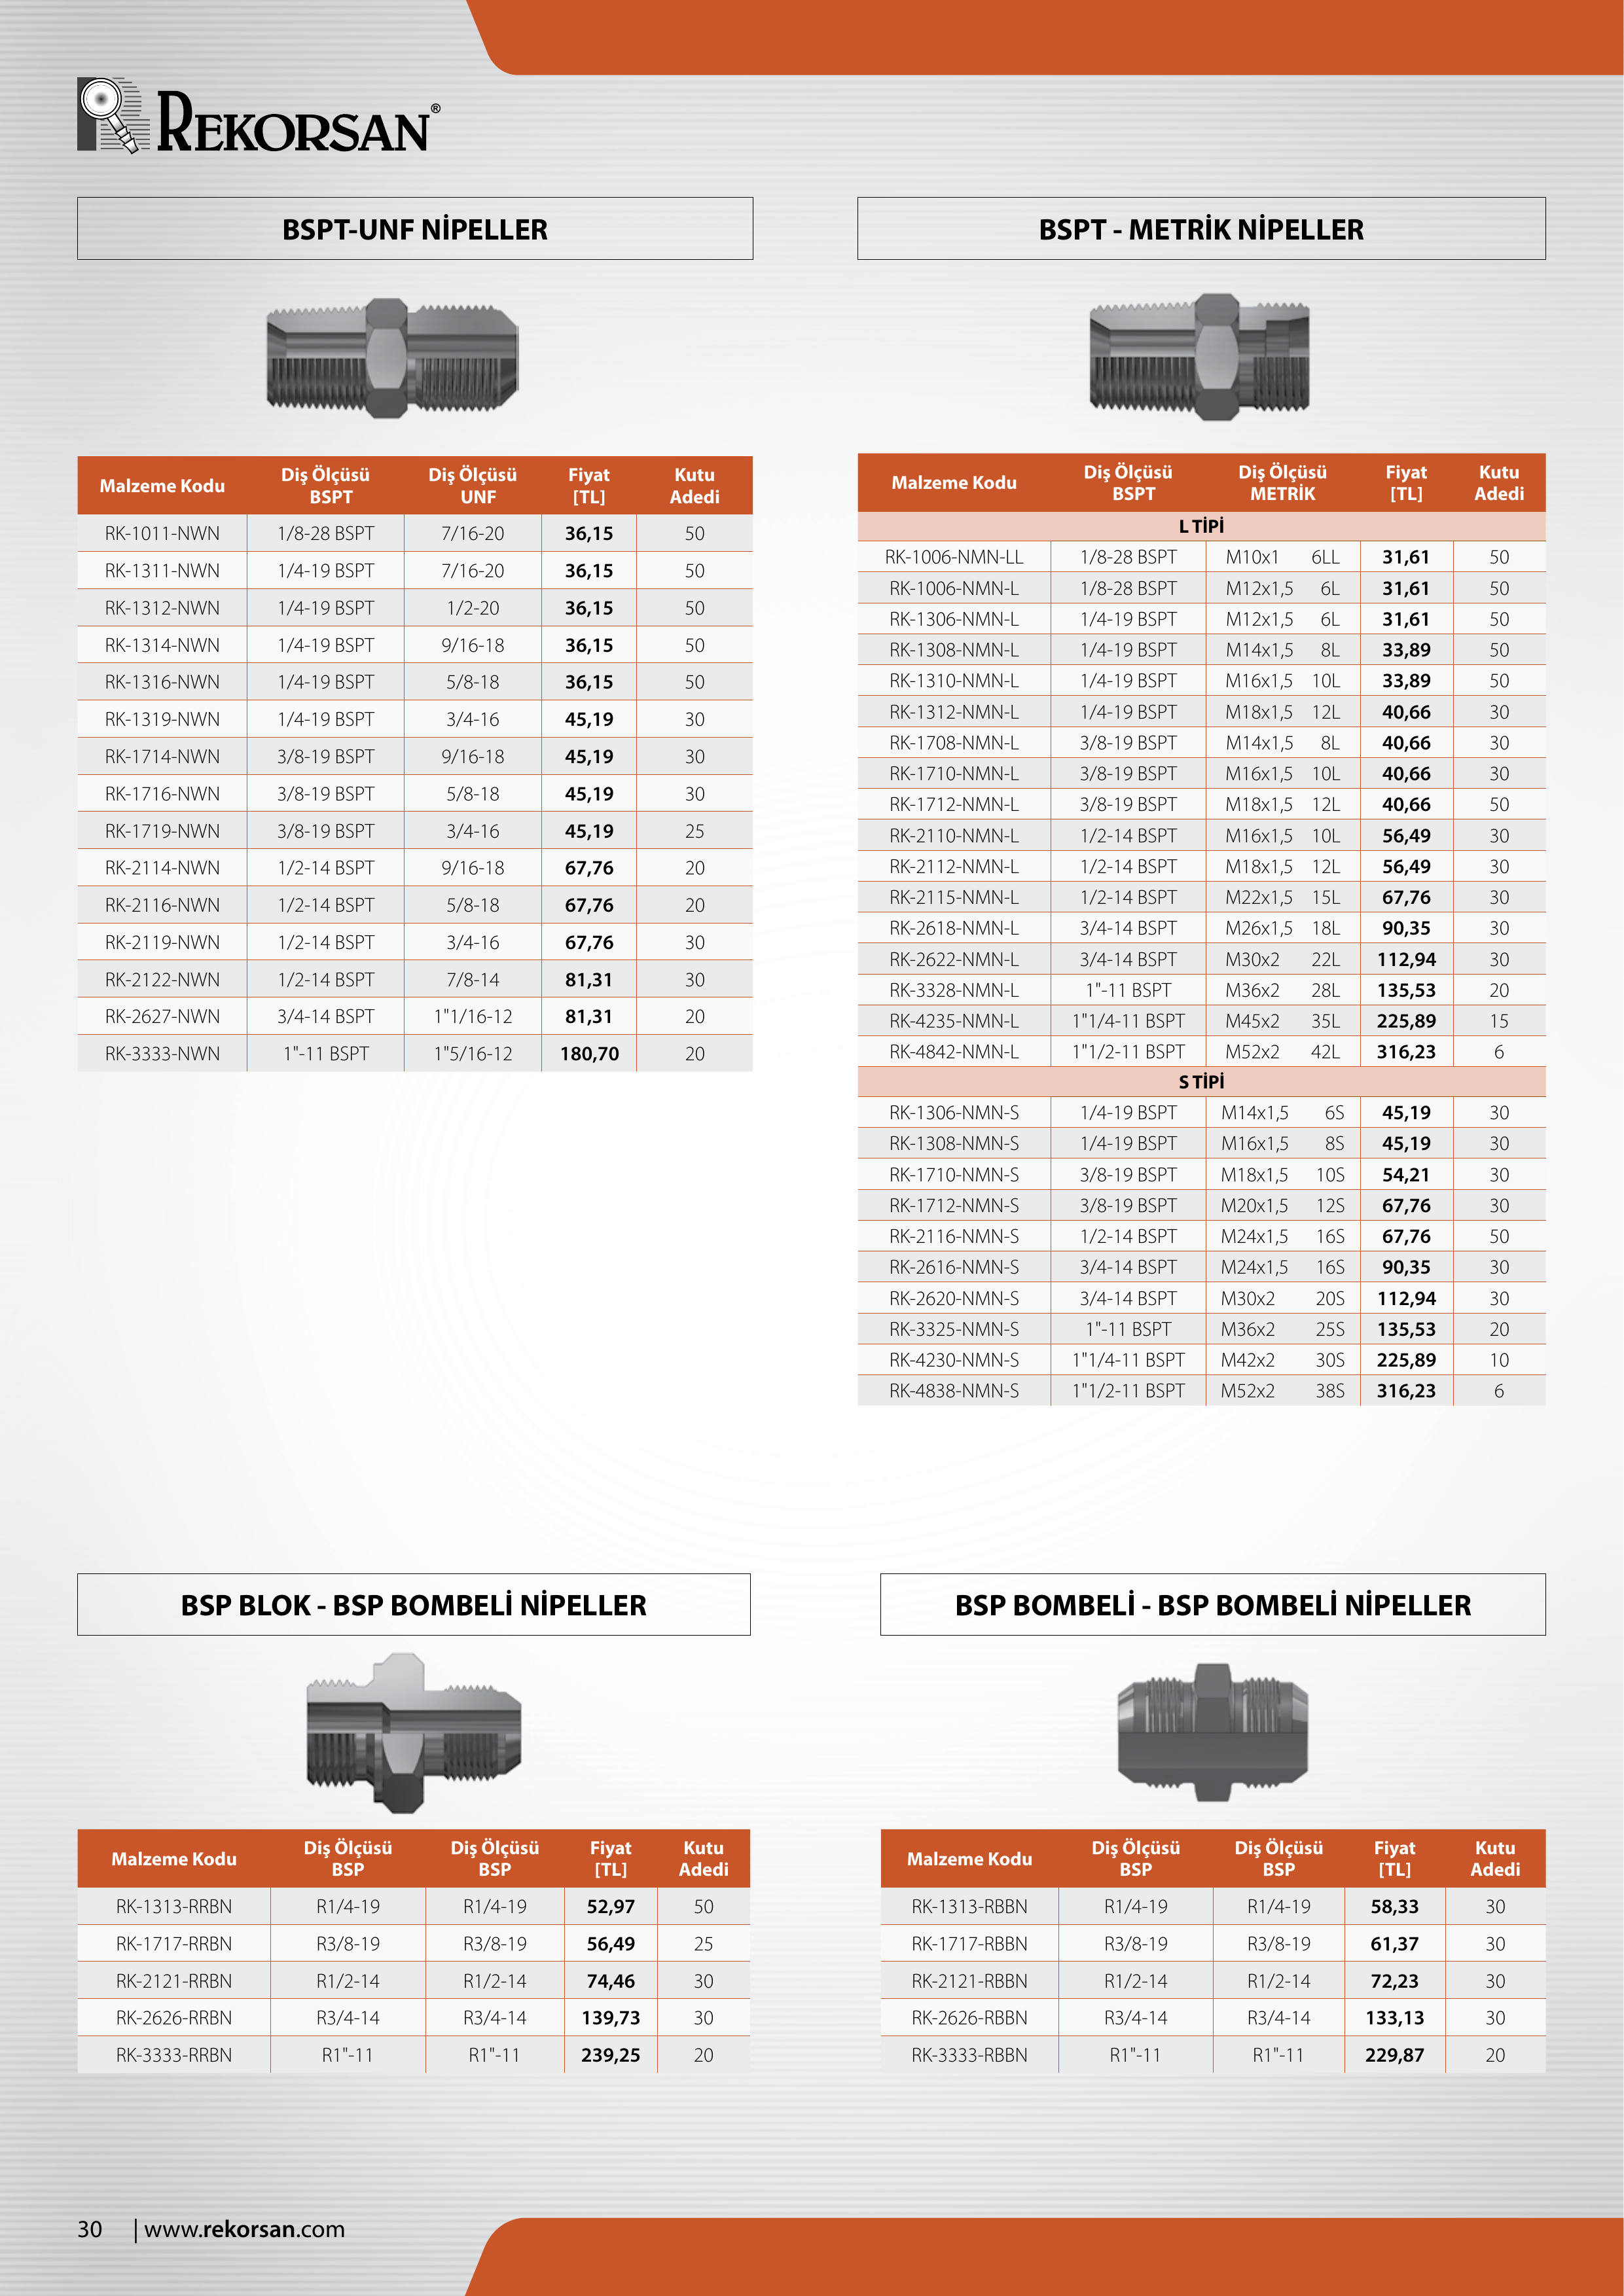 REKORSAN®
BSPT-UNF NİPELLER
Malzeme Kodu Diş Ölçüsü BSPT Diş Ölçüsü UNF Fiyat [TL] Kutu Adedi
RK-1011-NWN 1/8-28 BSPT 7/16-20 36,15 50
RK-1311-NWN 1/4-19 BSPT 7/16-20 36,15 50
RK-1312-NWN 1/4-19 BSPT 1/2-20 36,15 50
RK-1314-NWN 1/4-19 BSPT 9/16-18 36,15 50
RK-1316-NWN 1/4-19 BSPT 5/8-18 36,15 50
RK-1319-NWN 1/4-19 BSPT 3/4-16 45,19 30
RK-1714-NWN 3/8-19 BSPT 9/16-18 45,19 30
RK-1716-NWN 3/8-19 BSPT 5/8-18 45,19 30
RK-1719-NWN 3/8-19 BSPT 3/4-16 45,19 25
RK-2114-NWN 1/2-14 BSPT 9/16-18 67,76 20
RK-2116-NWN 1/2-14 BSPT 5/8-18 67,76 20
RK-2119-NWN 1/2-14 BSPT 3/4-16 67,76 30
RK-2122-NWN 1/2-14 BSPT 7/8-14 81,31 30
RK-2627-NWN 3/4-14 BSPT 1"1/16-12 81,31 20
RK-3333-NWN 1"-11 BSPT 1"5/16-12 180,70 20
BSPT - METRİK NİPELLER
Malzeme Kodu Diş Ölçüsü BSPT Diş Ölçüsü METRİK Fiyat [TL] Kutu Adedi
L TİPİ
RK-1006-NMN-LL 1/8-28 BSPT M10x1 6LL 31,61 50
RK-1006-NMN-L 1/8-28 BSPT M12x1,5 6L 31,61 50
RK-1306-NMN-L 1/4-19 BSPT M12x1,5 6L 31,61 50
RK-1308-NMN-L 1/4-19 BSPT M14x1,5 8L 33,89 50
RK-1310-NMN-L 1/4-19 BSPT M16x1,5 10L 33,89 50
RK-1312-NMN-L 1/4-19 BSPT M18x1,5 12L 40,66 30
RK-1708-NMN-L 3/8-19 BSPT M14x1,5 8L 40,66 30
RK-1710-NMN-L 3/8-19 BSPT M16x1,5 10L 40,66 30
RK-1712-NMN-L 3/8-19 BSPT M18x1,5 12L 40,66 50
RK-2110-NMN-L 1/2-14 BSPT M16x1,5 10L 56,49 30
RK-2112-NMN-L 1/2-14 BSPT M18x1,5 12L 56,49 30
RK-2115-NMN-L 1/2-14 BSPT M22x1,5 15L 67,76 30
RK-2618-NMN-L 3/4-14 BSPT M26x1,5 18L 90,35 30
RK-2622-NMN-L 3/4-14 BSPT M30x2 22L 112,94 30
RK-3328-NMN-L 1"-11 BSPT M36x2 28L 135,53 20
RK-4235-NMN-L 1"1/4-11 BSPT M45x2 35L 225,89 15
RK-4842-NMN-L 1"1/2-11 BSPT M52x2 42L 316,23 6
S TİPİ
RK-1306-NMN-S 1/4-19 BSPT M14x1,5 6S 45,19 30
RK-1308-NMN-S 1/4-19 BSPT M16x1,5 8S 45,19 30
RK-1710-NMN-S 3/8-19 BSPT M18x1,5 10S 54,21 30
RK-1712-NMN-S 3/8-19 BSPT M20x1,5 12S 67,76 30
RK-2116-NMN-S 1/2-14 BSPT M24x1,5 16S 67,76 50
RK-2616-NMN-S 3/4-14 BSPT M24x1,5 16S 90,35 30
RK-2620-NMN-S 3/4-14 BSPT M30x2 20S 112,94 30
RK-3325-NMN-S 1"-11 BSPT M36x2 25S 135,53 20
RK-4230-NMN-S 1"1/4-11 BSPT M42x2 30S 225,89 10
RK-4838-NMN-S 1"1/2-11 BSPT M52x2 38S 316,23 6
BSP BLOK - BSP BOMBELİ NİPELLER
Malzeme Kodu Diş Ölçüsü BSP Diş Ölçüsü BSP Fiyat [TL] Kutu Adedi
RK-1313-RRBN R1/4-19 R1/4-19 52,97 50
RK-1717-RRBN R3/8-19 R3/8-19 56,49 25
RK-2121-RRBN R1/2-14 R1/2-14 74,46 30
RK-2626-RRBN R3/4-14 R3/4-14 139,73 30
RK-3333-RRBN R1"-11 R1"-11 239,25 20
BSP BOMBELİ - BSP BOMBELİ NİPELLER
Malzeme Kodu Diş Ölçüsü BSP Diş Ölçüsü BSP Fiyat [TL] Kutu Adedi
RK-1313-RBBN R1/4-19 R1/4-19 58,33 30
RK-1717-RBBN R3/8-19 R3/8-19 61,37 30
RK-2121-RBBN R1/2-14 R1/2-14 72,23 30
RK-2626-RBBN R3/4-14 R3/4-14 133,13 30
RK-3333-RBBN R1"-11 R1"-11 229,87 20
30 | www.rekorsan.com